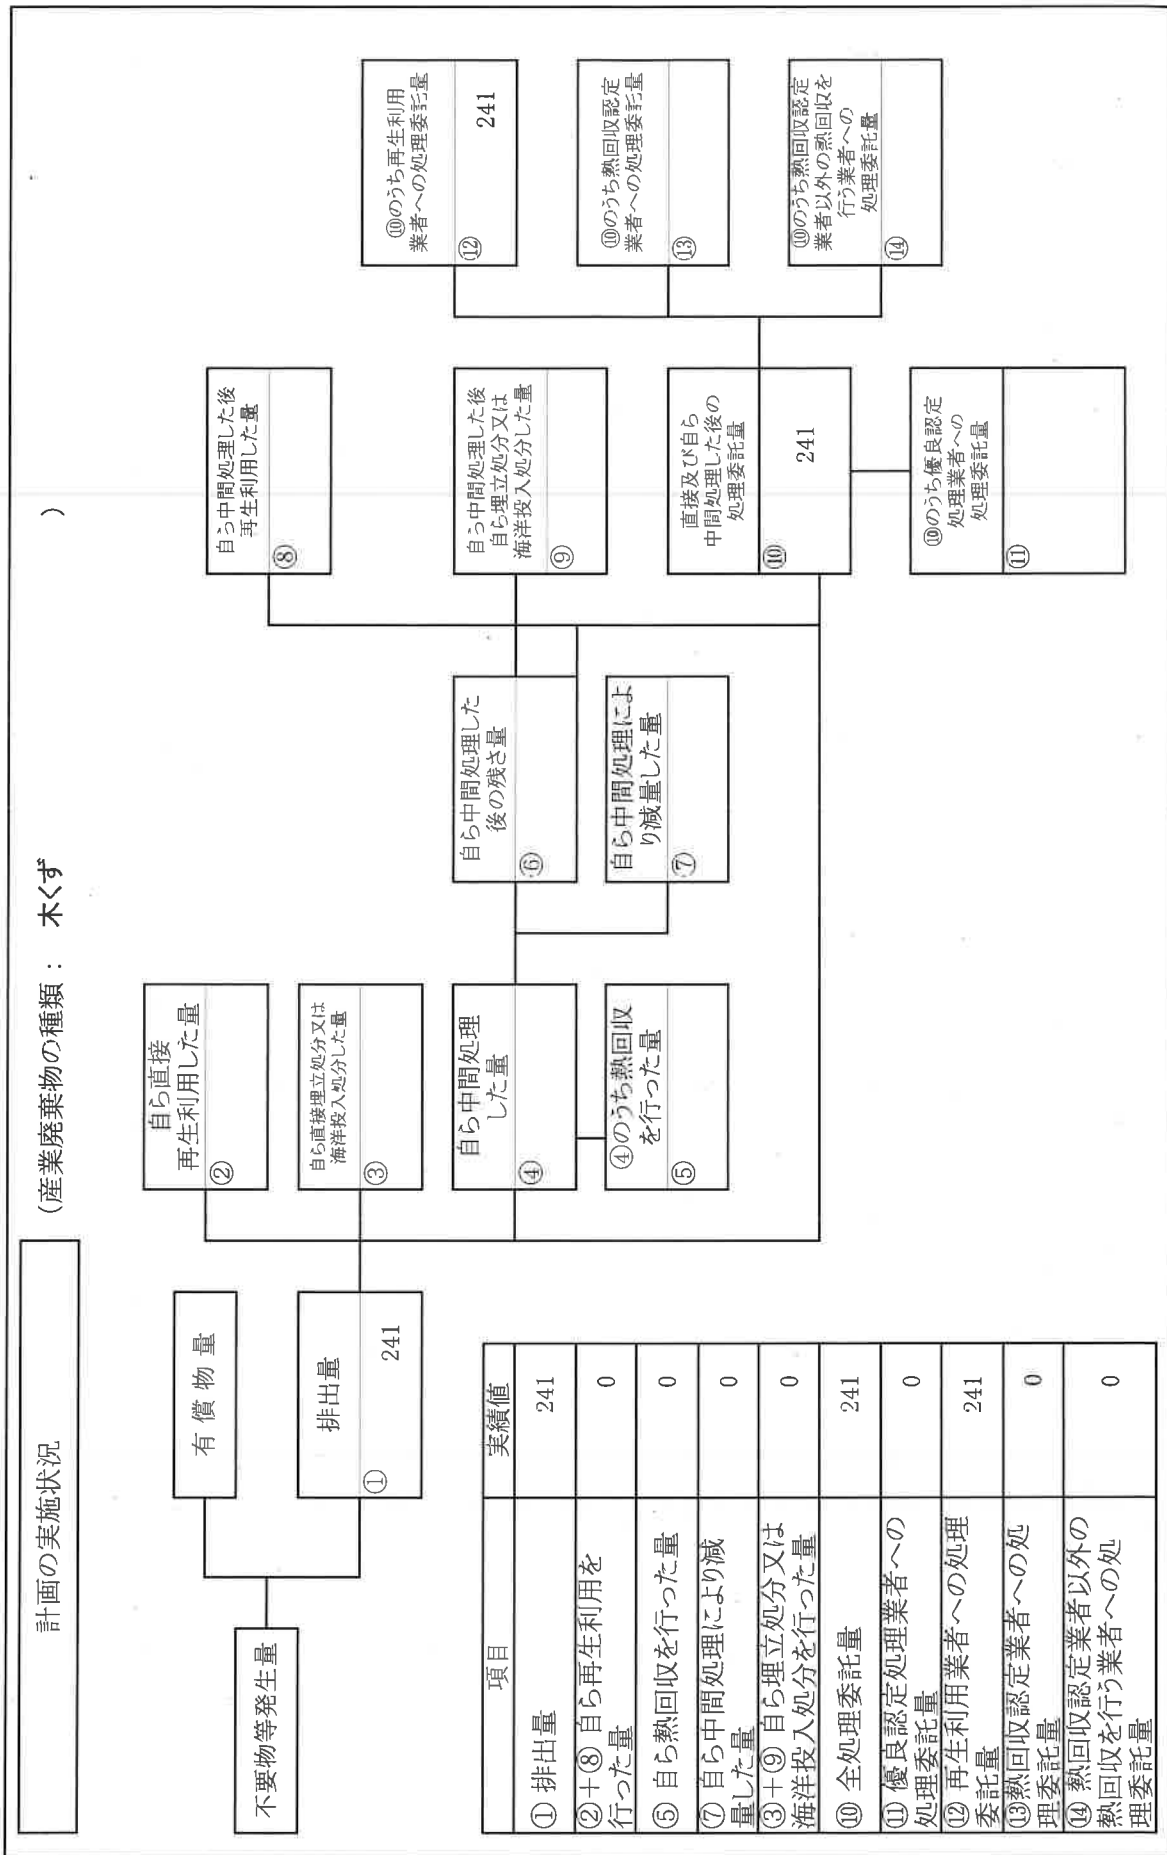 計画の実施状況
(産業廃棄物の種類： 木くず )
不要物等発生量
有償物量
排出量
① 241
自ら直接
再生利用した量
②
自ら直接埋立処分又は
海洋投入処分した量
③
自ら中間処理
した量
④
④のうち熱回収
を行った量
⑤
自ら中間処理した
後の残さ量
⑥
自ら中間処理によ
り減量した量
⑦
自ら中間処理した後
再生利用した量
⑧
自ら中間処理した後
自ら埋立処分又は
海洋投入処分した量
⑨
直接及び自ら
中間処理した後の
処理委託量
⑩ 241
⑩のうち優良認定
処理業者への
処理委託量
⑪
⑩のうち再生利用
業者への処理委託量
⑫ 241
⑩のうち熱回収認定
業者への処理委託量
⑬
⑩のうち熱回収認定
業者以外の熱回収を
行う業者への
処理委託量
⑭
項目 実績値
① 排出量 241
②＋⑧ 自ら再生利用を
行った量 0
⑤ 自ら熱回収を行った量 0
⑦ 自ら中間処理により減
量した量 0
③＋⑨ 自ら埋立処分又は
海洋投入処分を行った量 0
⑩ 全処理委託量 241
⑪ 優良認定処理業者への
処理委託量 0
⑫ 再生利用業者への処理
委託量 241
⑬熱回収認定業者への処
理委託量 0
⑭ 熱回収認定業者以外の
熱回収を行う業者への処
理委託量 0